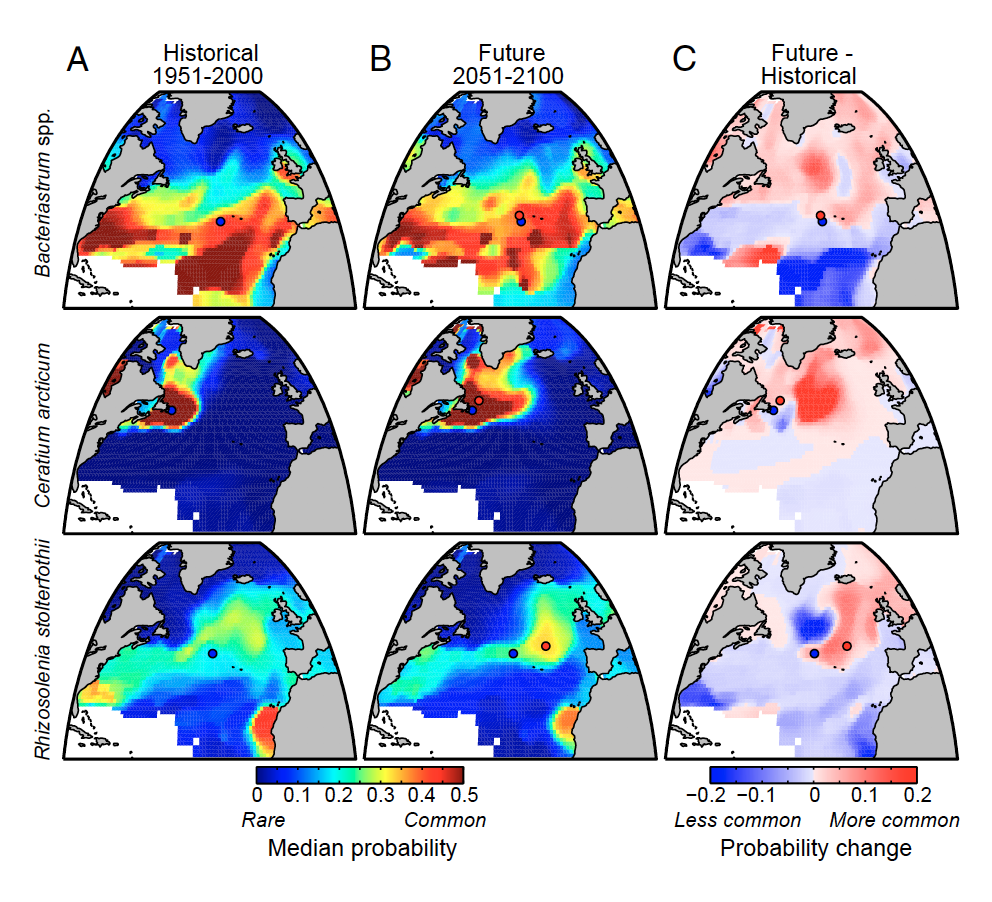 A
Historical
1951-2000
B
Future
2051-2100
C
Future -
Historical
Bacteriastrum spp.
Ceratium arcticum
Rhizosolenia stolterfothii
0 0.1 0.2 0.3 0.4 0.5
Rare Common
Median probability
−0.2 −0.1 0 0.1 0.2
Less common More common
Probability change